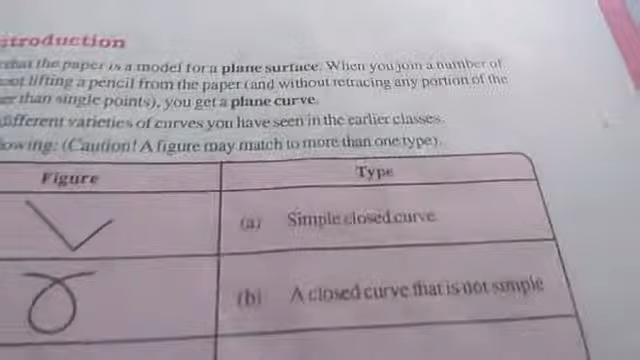 troduction
that the paper is a model for a plane surface. When you join a number of
not lifting a pencil from the paper (and without retracing any portion of the
er than single points), you get a plane curve.
different varieties of curves you have seen in the earlier classes.
owing: (Caution! A figure may match to more than one type).
Figure Type
(a) Simple closed curve
(b) A closed curve that is not simple